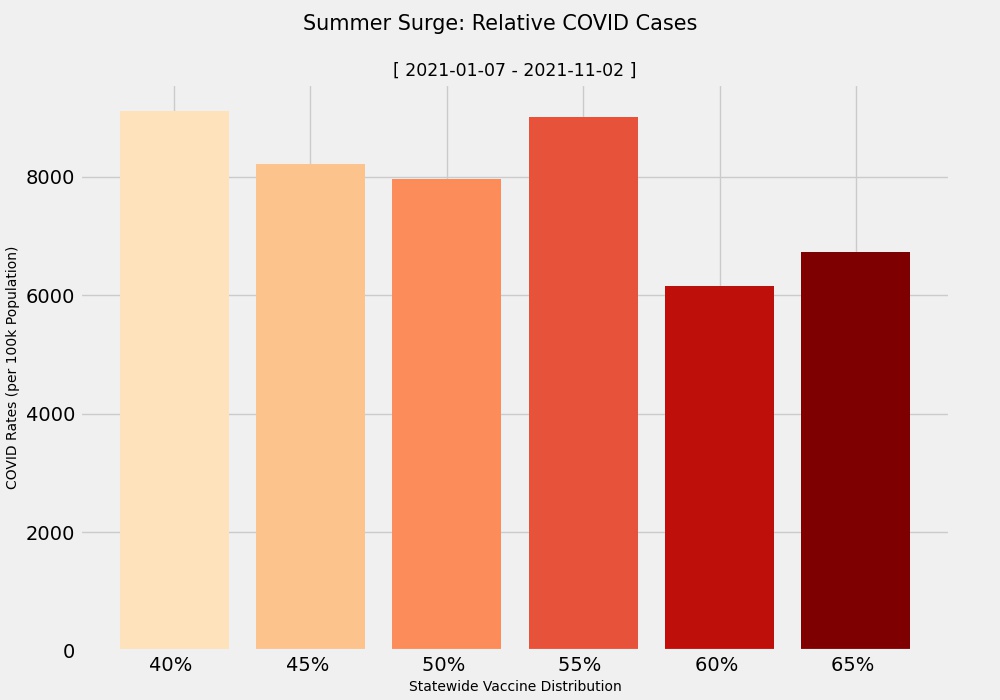 Summer Surge: Relative COVID Cases
[ 2021-01-07 - 2021-11-02 ]
COVID Rates (per 100k Population)
8000
6000
4000
2000
0
40%
45%
50%
55%
60%
65%
Statewide Vaccine Distribution